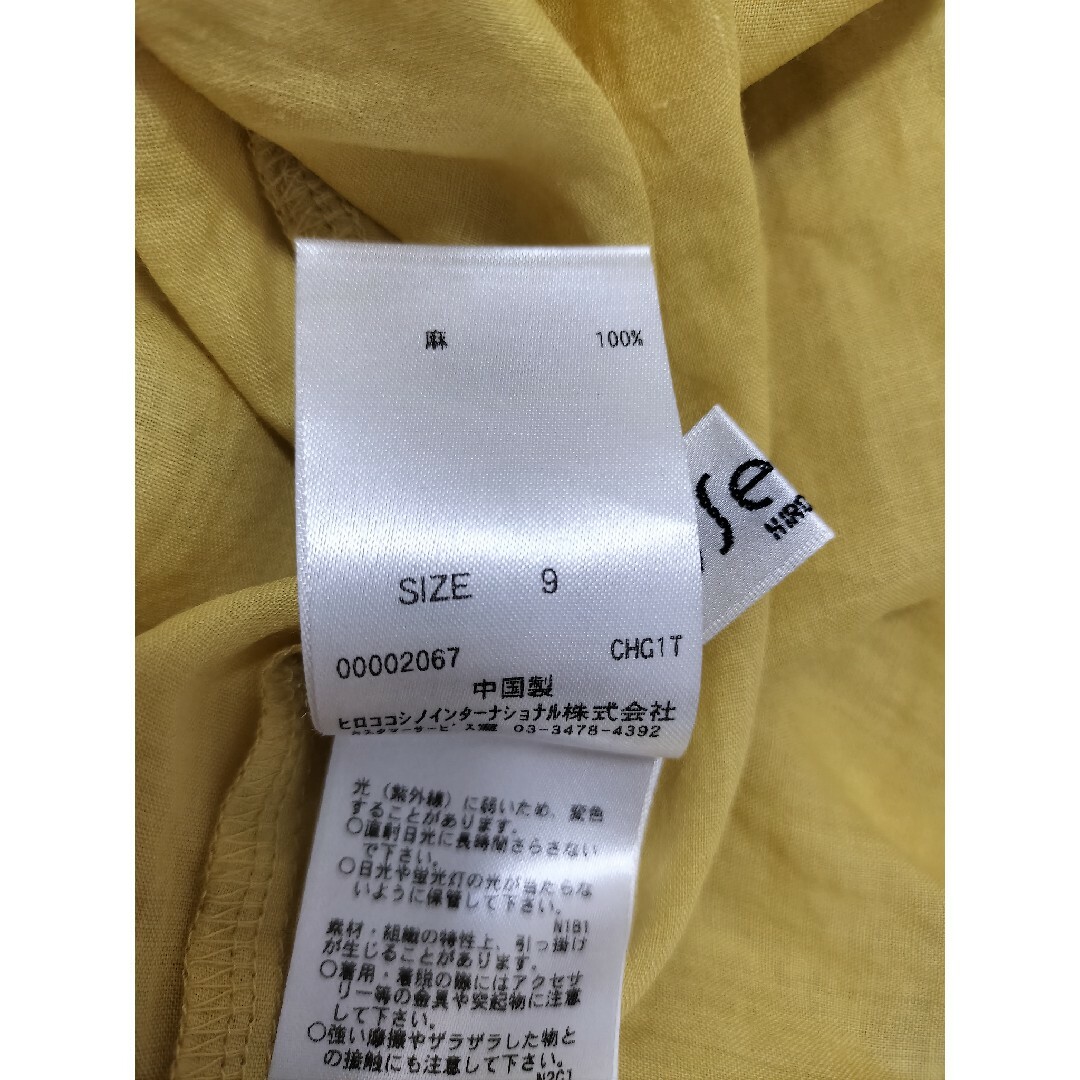 麻 100%
SIZE 9
00002067 CHG1T
中国製
ヒロココシノインターナショナル株式会社
03-3478-4392
se
HIRO
光（紫外線）に弱いため、変色
することがあります。
○直射日光に長時間さらさない
で下さい。
○日光や蛍光灯の光が当たらな
いように保管して下さい。
N1B1
素材・組織の特性上、引っ掛け
が生じることがあります。
○着用・着脱の際にはアクセサ
リー等の金具や突起物に注意
して下さい。
○強い摩擦やザラザラした物と
の接触にも注意して下さい。
N2C1